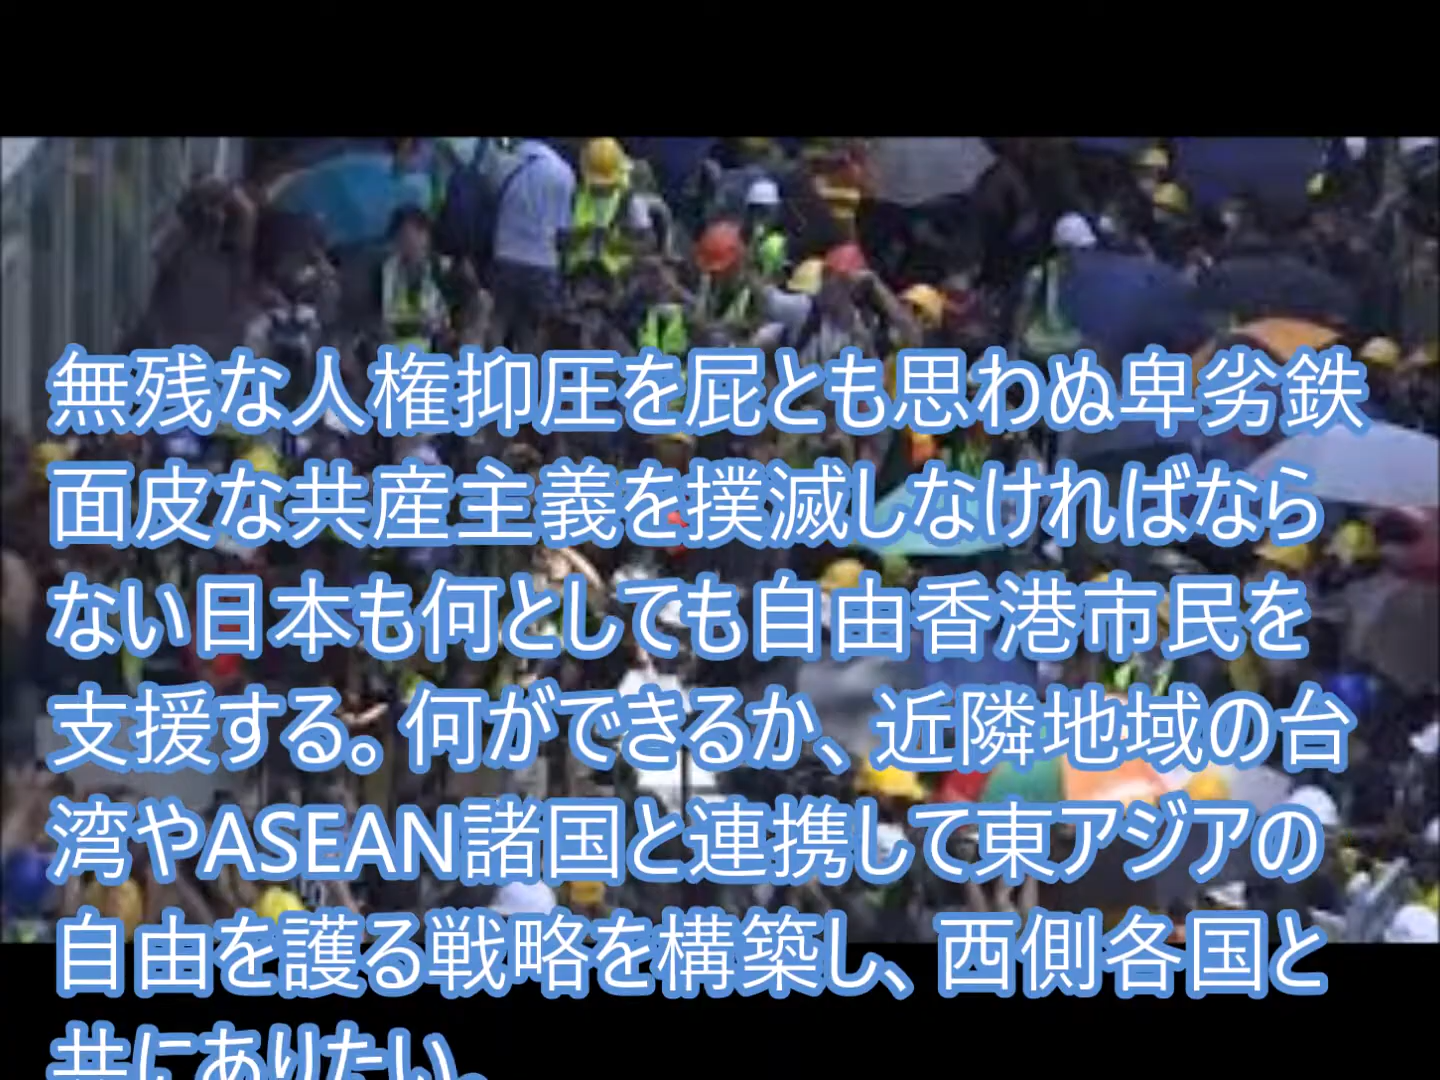 無残な人権抑圧を屁とも思わぬ卑劣鉄
面皮な共産主義を撲滅しなければなら
ない日本も何としても自由香港市民を
支援する。何ができるか、近隣地域の台
湾やASEAN諸国と連携して東アジアの
自由を護る戦略を構築し、西側各国と
共にありたい。